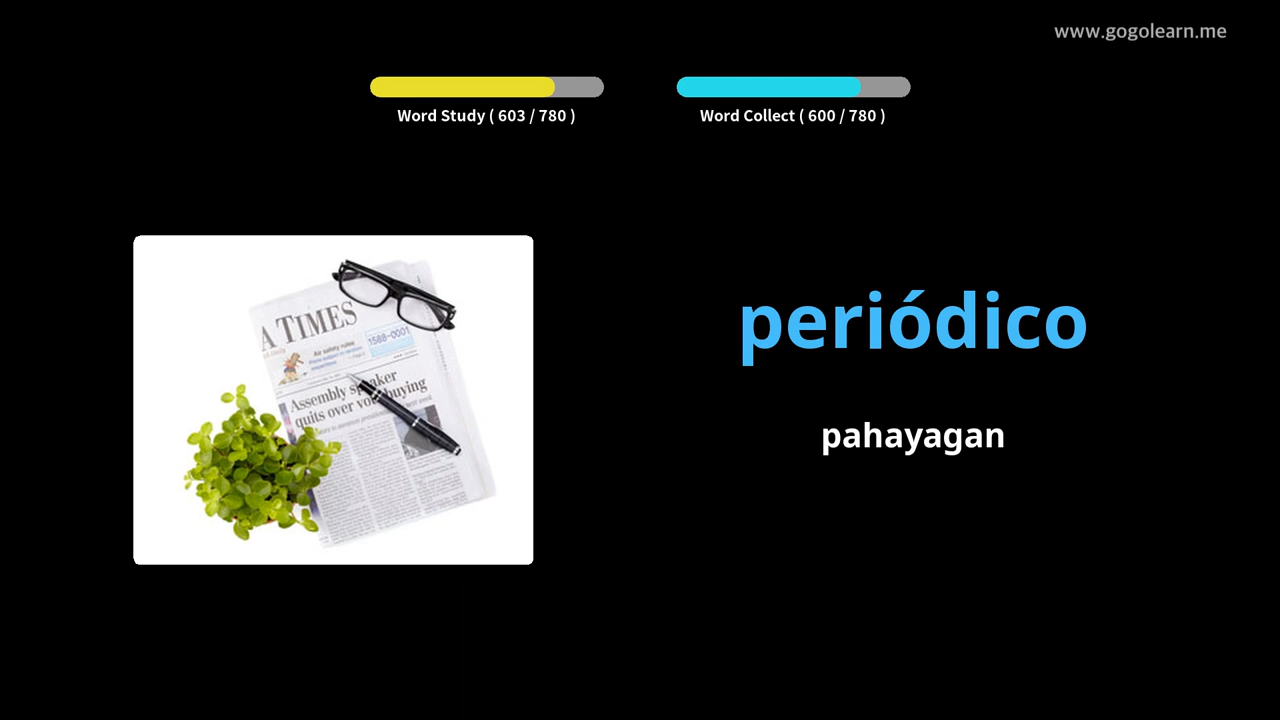 www.gogolearn.me
Word Study ( 603 / 780 )
Word Collect ( 600 / 780 )
A TIMES
Air safety rules
1588-0001
Assembly speaker
quits over vote buying
periódico
pahayagan